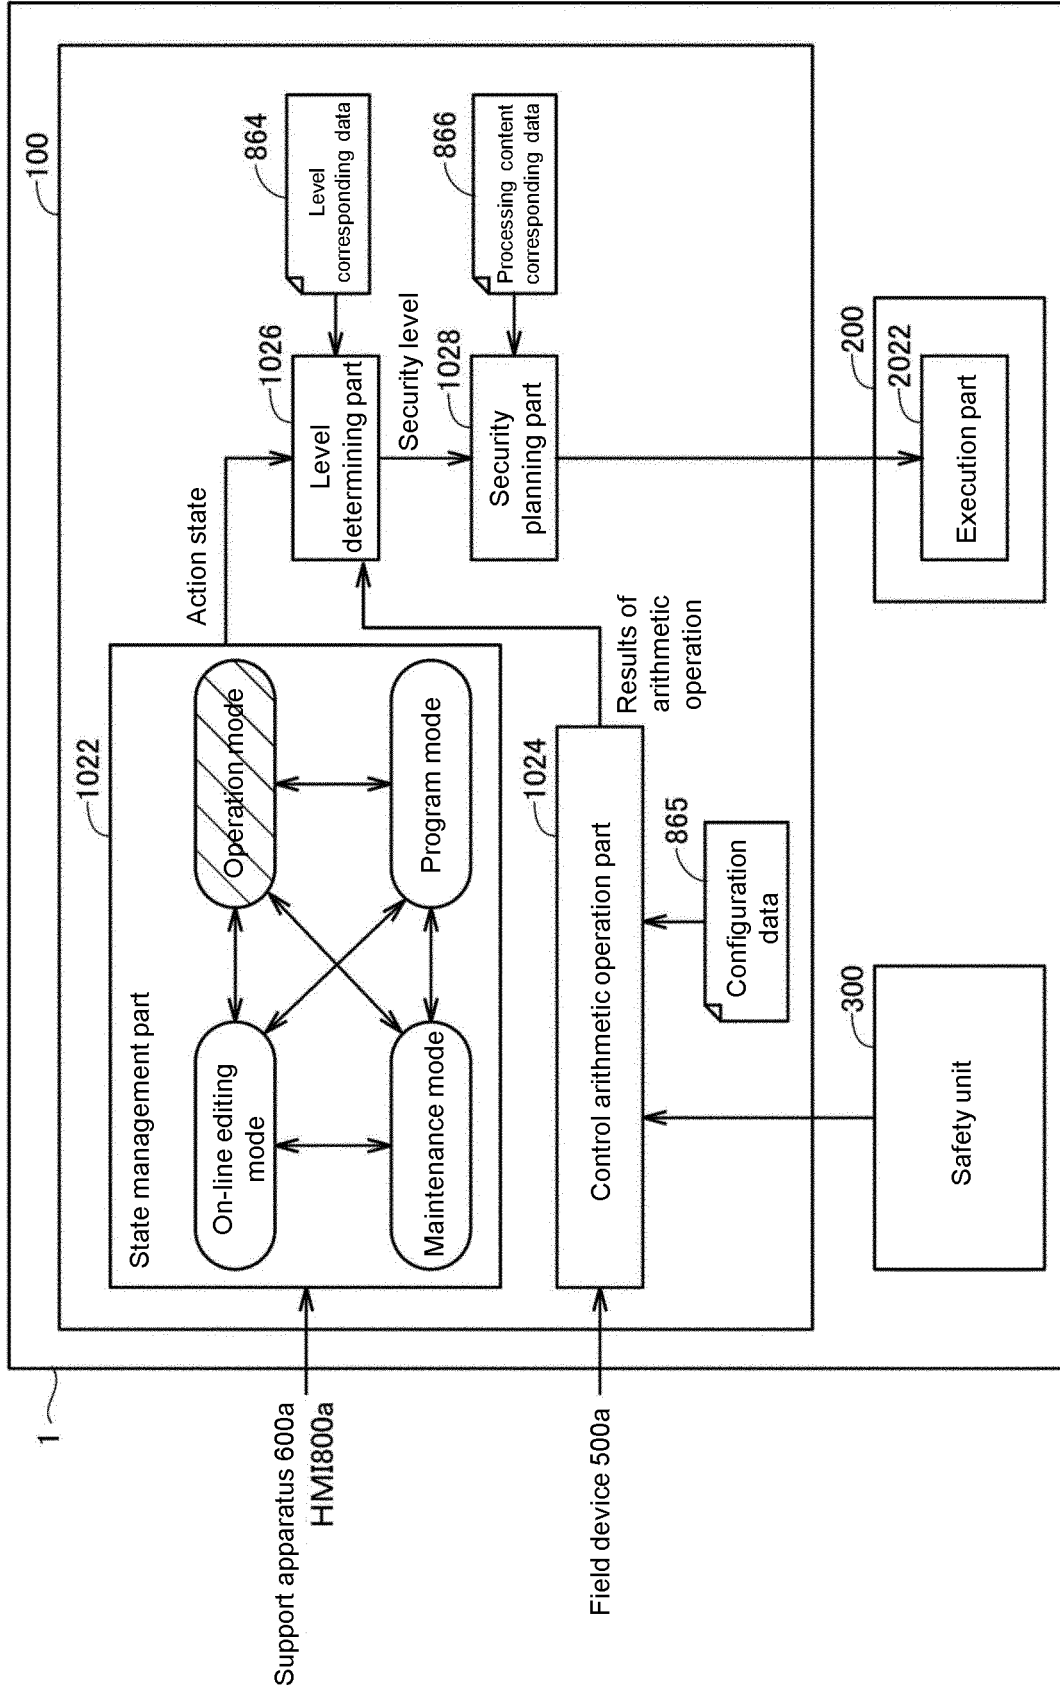 1
100
1022
State management part
On-line editing
mode
Operation mode
Maintenance mode
Program mode
Action state
1026
Level
determining part
864
Level
corresponding data
Security level
1028
Security
planning part
866
Processing content
corresponding data
Support apparatus 600a
HMI800a
Field device 500a
1024
Control arithmetic operation part
Results of
arithmetic
operation
865
Configuration
data
300
Safety unit
200
2022
Execution part